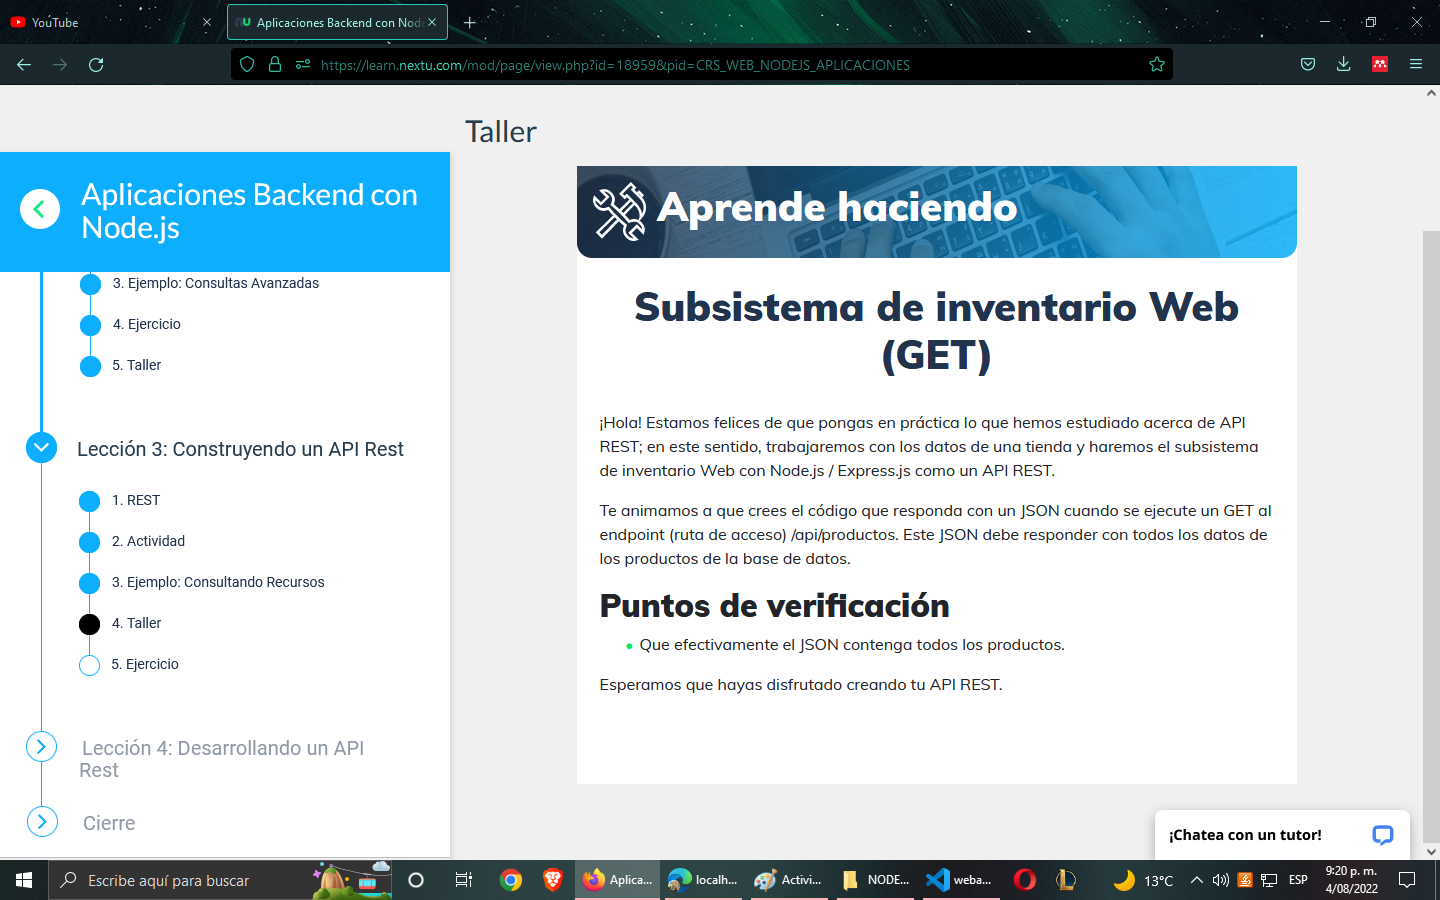 YouTube
Aplicaciones Backend con Node
https://learn.nextu.com/mod/page/view.php?id=18959&pid=CRS_WEB_NODEJS_APLICACIONES
Taller
Aplicaciones Backend con
Node.js
3. Ejemplo: Consultas Avanzadas
4. Ejercicio
5. Taller
Lección 3: Construyendo un API Rest
1. REST
2. Actividad
3. Ejemplo: Consultando Recursos
4. Taller
5. Ejercicio
Lección 4: Desarrollando un API
Rest
Cierre
Aprende haciendo
Subsistema de inventario Web
(GET)
¡Hola! Estamos felices de que pongas en práctica lo que hemos estudiado acerca de API
REST; en este sentido, trabajaremos con los datos de una tienda y haremos el subsistema
de inventario Web con Node.js / Express.js como un API REST.
Te animamos a que crees el código que responda con un JSON cuando se ejecute un GET al
endpoint (ruta de acceso) /api/productos. Este JSON debe responder con todos los datos de
los productos de la base de datos.
Puntos de verificación
Que efectivamente el JSON contenga todos los productos.
Esperamos que hayas disfrutado creando tu API REST.
¡Chatea con un tutor!
Escribe aquí para buscar
Aplica...
localh...
Activi...
NODE...
weba...
13°C
ESP
9:20 p. m.
4/08/2022